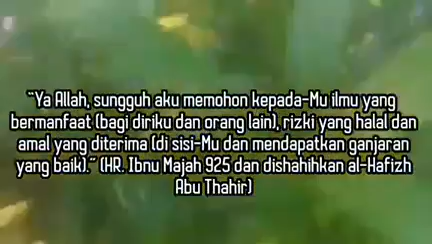 "Ya Allah, sungguh aku memohon kepada-Mu ilmu yang
bermanfaat (bagi diriku dan orang lain), rizki yang halal dan
amal yang diterima (di sisi-Mu dan mendapatkan ganjaran
yang baik)." (HR. Ibnu Majah 925 dan dishahihkan al-Hafizh
Abu Thahir)